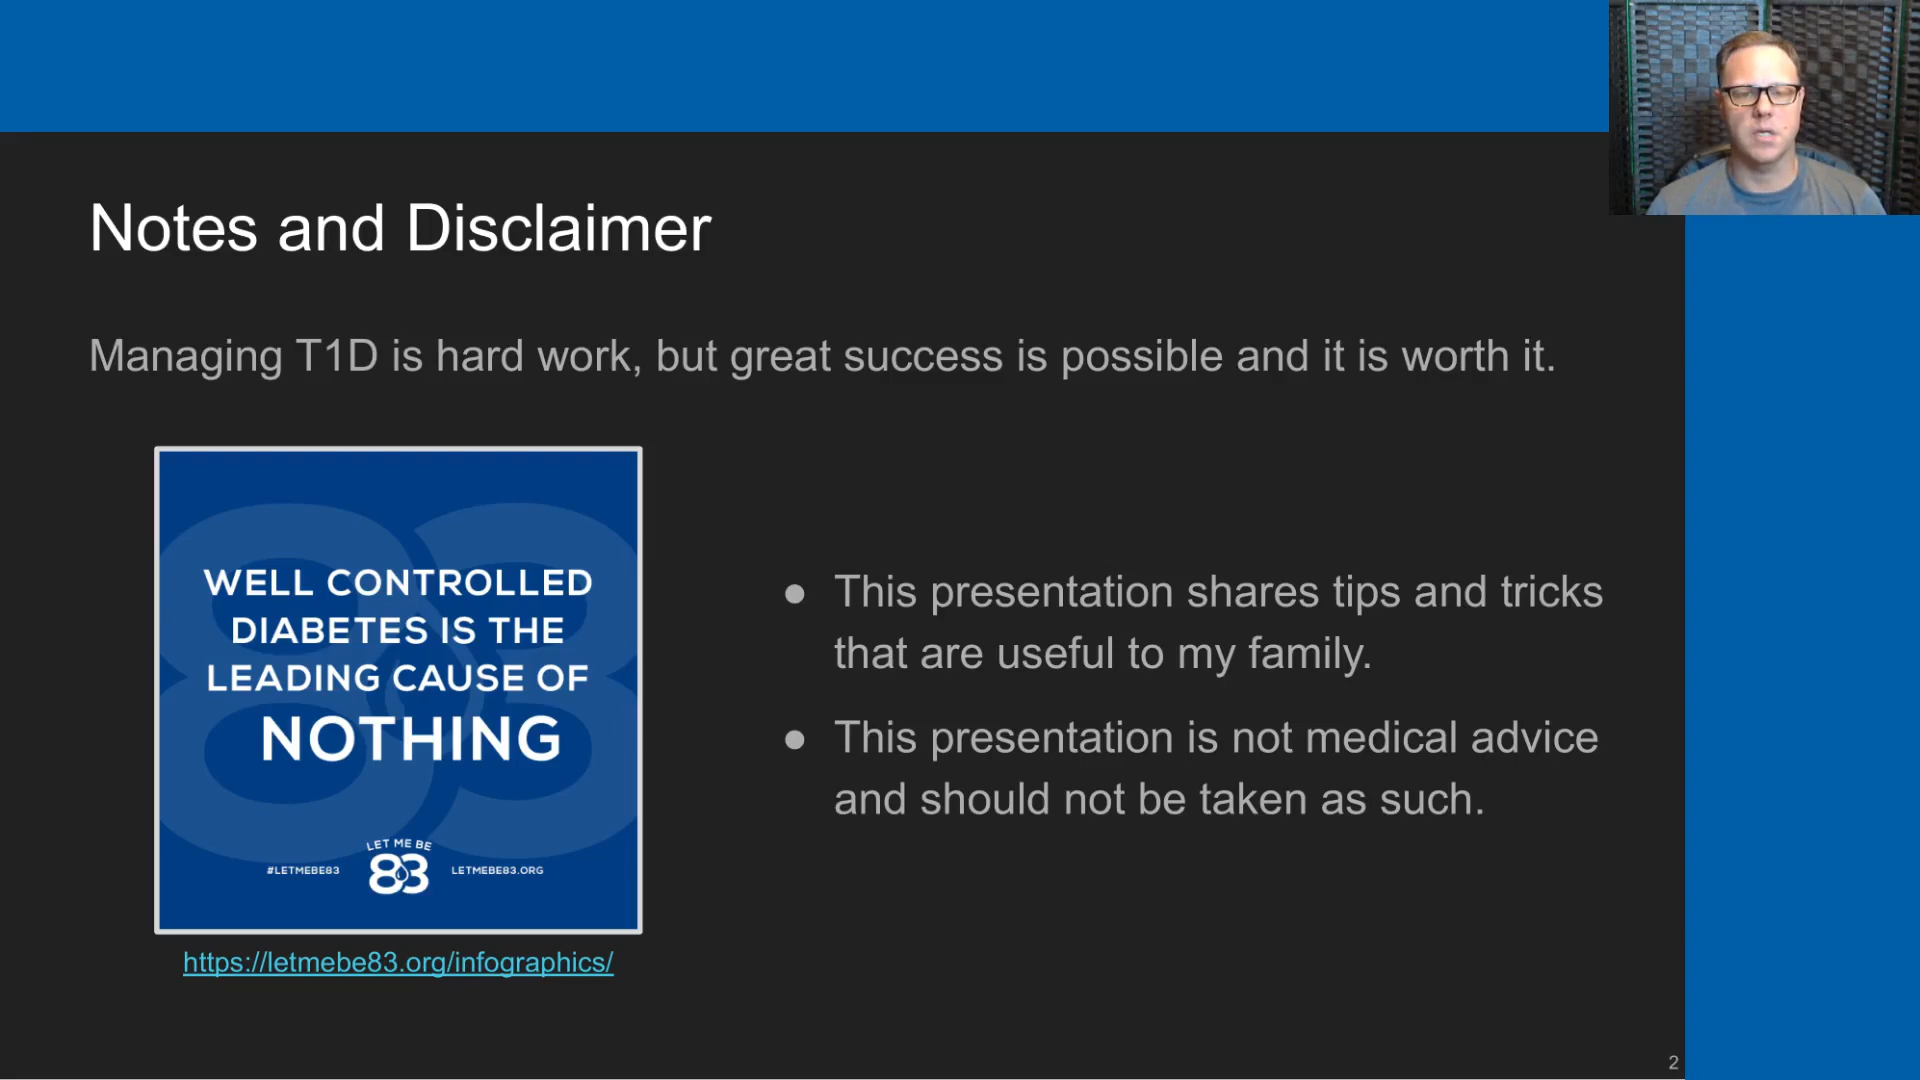 Notes and Disclaimer
Managing T1D is hard work, but great success is possible and it is worth it.
WELL CONTROLLED
DIABETES IS THE
LEADING CAUSE OF
NOTHING
LET ME BE
#LETMEBE83 83 LETMEBE83.ORG
https://letmebe83.org/infographics/
● This presentation shares tips and tricks
that are useful to my family.
● This presentation is not medical advice
and should not be taken as such.
2